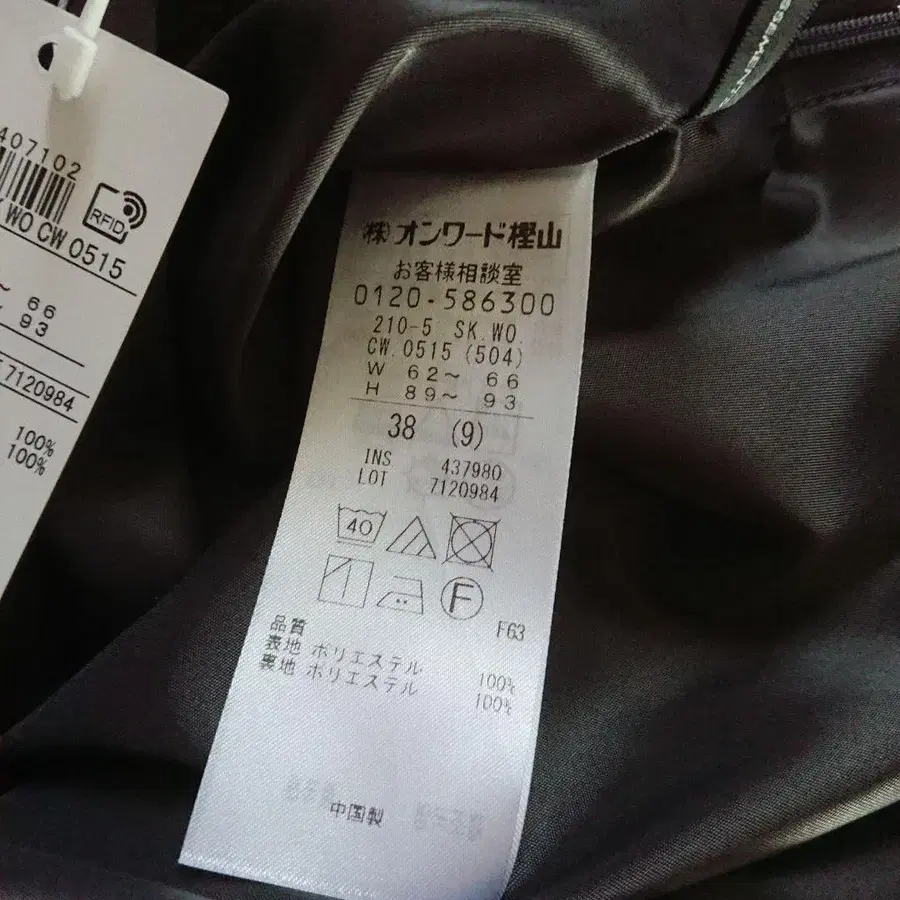 407102
RFID
WO CW 0515
～ 66
93
7120984
100%
100%
㈱オンワード樫山
お客様相談室
0120-586300
210-5 SK.WO.
CW.0515 (504)
W 62～ 66
H 89～ 93
38 (9)
INS 437980
LOT 7120984
40
F
F63
品質
表地 ポリエステル 100%
裏地 ポリエステル 100%
中国製